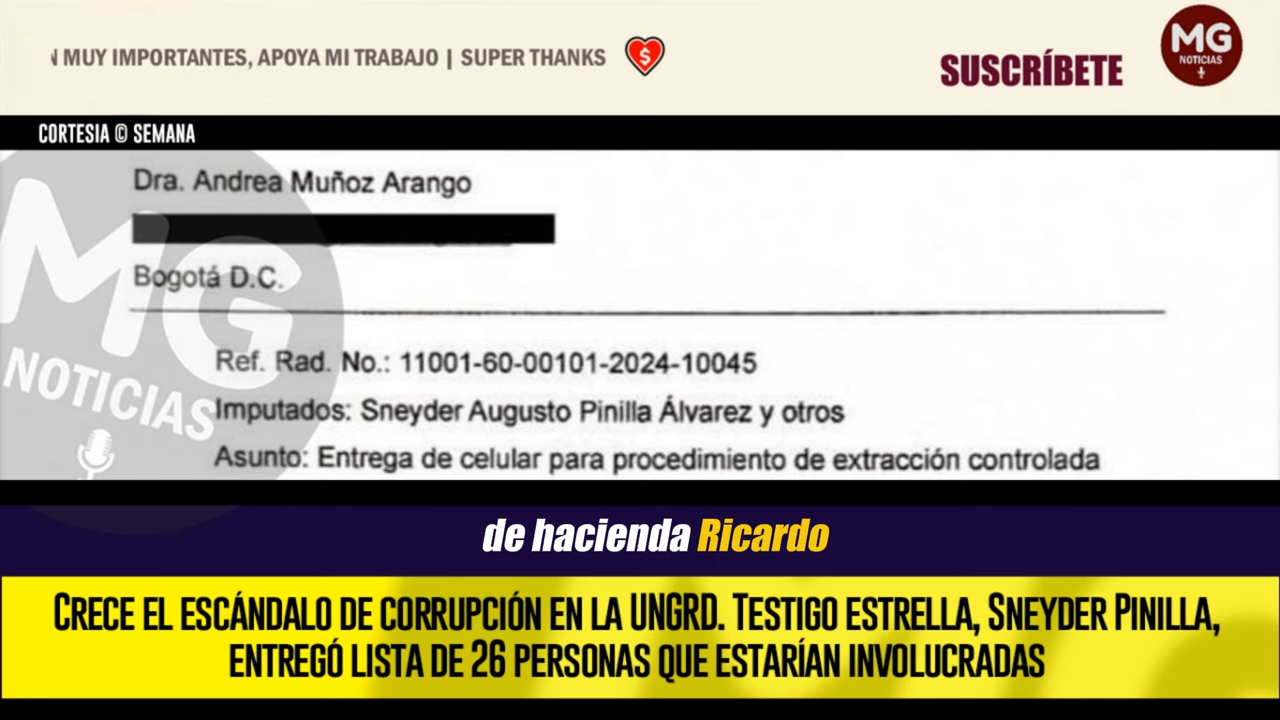 N MUY IMPORTANTES, APOYA MI TRABAJO | SUPER THANKS
SUSCRÍBETE
MG
NOTICIAS
CORTESIA © SEMANA
Dra. Andrea Muñoz Arango
Bogotá D.C.
Ref. Rad. No.: 11001-60-00101-2024-10045
Imputados: Sneyder Augusto Pinilla Álvarez y otros
Asunto: Entrega de celular para procedimiento de extracción controlada
MG
NOTICIAS
de hacienda Ricardo
CRECE EL ESCÁNDALO DE CORRUPCIÓN EN LA UNGRD. TESTIGO ESTRELLA, SNEYDER PINILLA,
ENTREGÓ LISTA DE 26 PERSONAS QUE ESTARÍAN INVOLUCRADAS